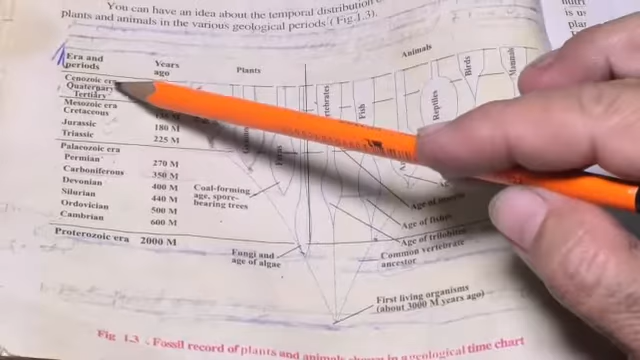 You can have an idea about the temporal distribution
plants and animals in the various geological periods (Fig 1.3).
Era and periods
Years ago
Plants
Animals
Cenozoic era
Quaternary
Tertiary
Mesozoic era
Cretaceous
Jurassic 180 M
Triassic 225 M
Palaeozoic era
Permian 270 M
Carboniferous 350 M
Devonian 400 M
Silurian 440 M
Ordovician 500 M
Cambrian 600 M
Proterozoic era 2000 M
Fish
Reptiles
Birds
Mammals
Coal-forming age, spore-bearing trees
Fungi and age of algae
Age of fishes
Age of trilobites
Common vertebrate ancestor
First living organisms (about 3000 M years ago)
Fig 1.3 Fossil record of plants and animals shown in a geological time chart